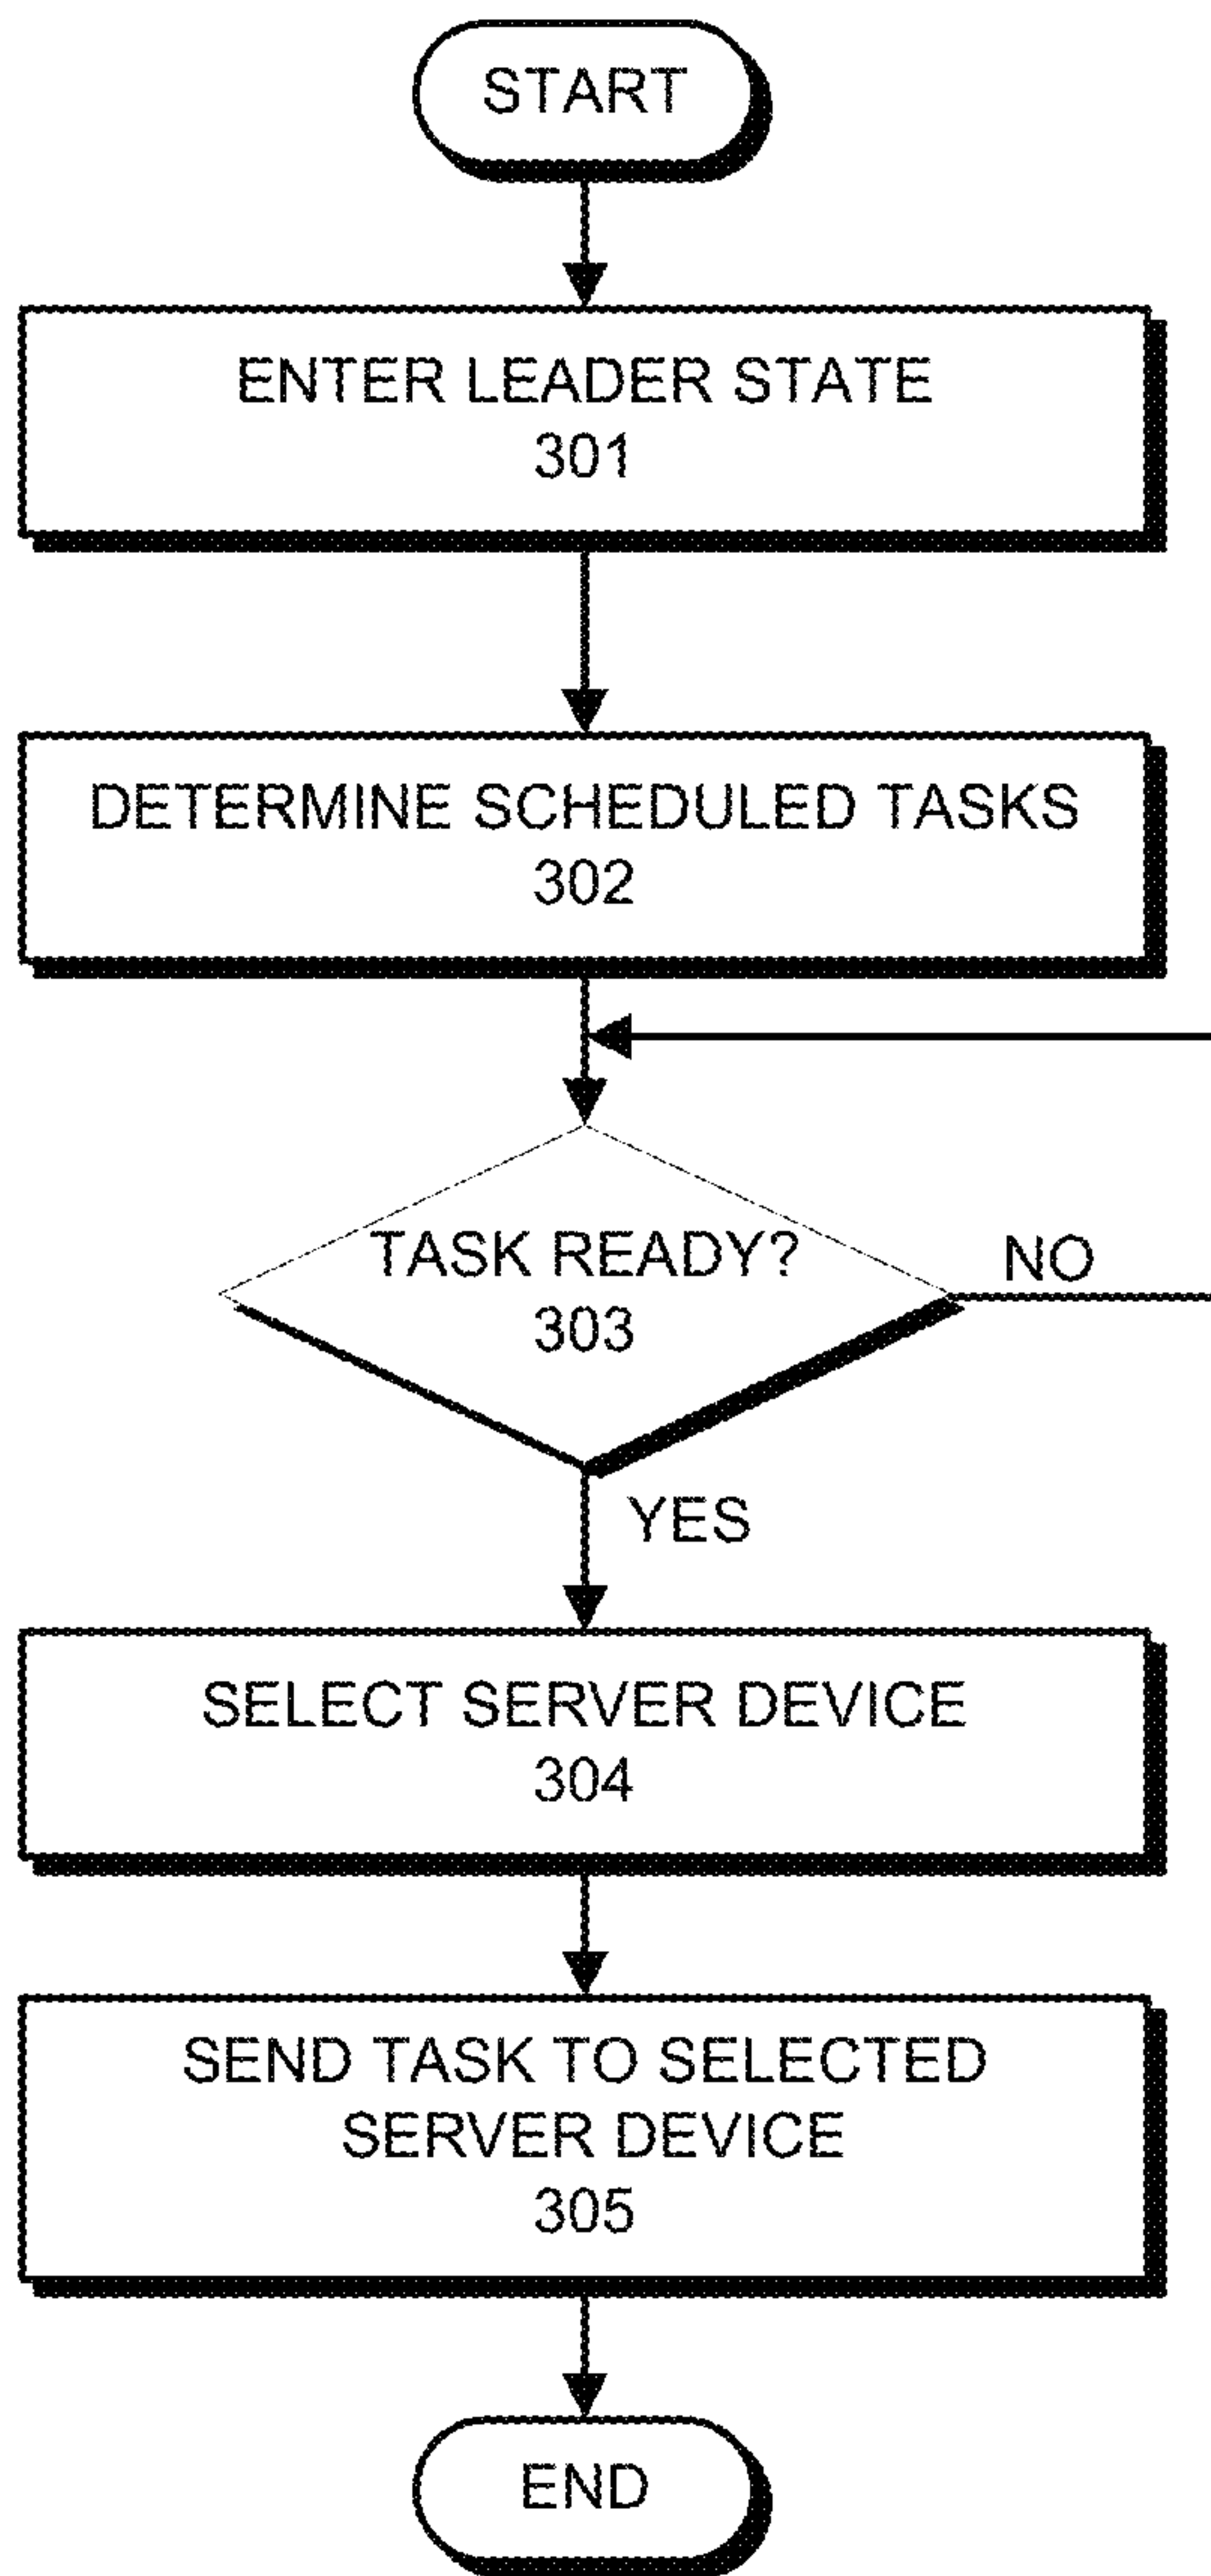 START
ENTER LEADER STATE
301
DETERMINE SCHEDULED TASKS
302
TASK READY?
303
NO
YES
SELECT SERVER DEVICE
304
SEND TASK TO SELECTED
SERVER DEVICE
305
END